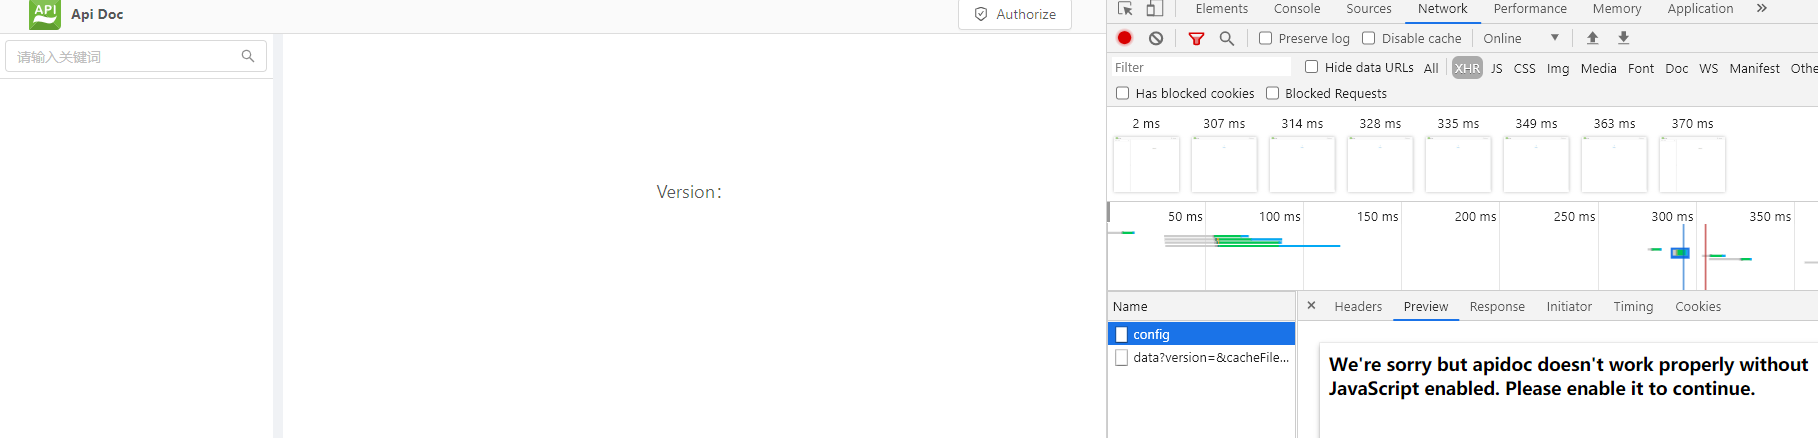 API Api Doc
Authorize
请输入关键词
Version：
Elements Console Sources Network Performance Memory Application »
Preserve log Disable cache Online
Filter Hide data URLs All XHR JS CSS Img Media Font Doc WS Manifest Othe
Has blocked cookies Blocked Requests
2 ms 307 ms 314 ms 328 ms 335 ms 349 ms 363 ms 370 ms
50 ms 100 ms 150 ms 200 ms 250 ms 300 ms 350 ms
Name
config
data?version=&cacheFile...
× Headers Preview Response Initiator Timing Cookies
We're sorry but apidoc doesn't work properly without
JavaScript enabled. Please enable it to continue.